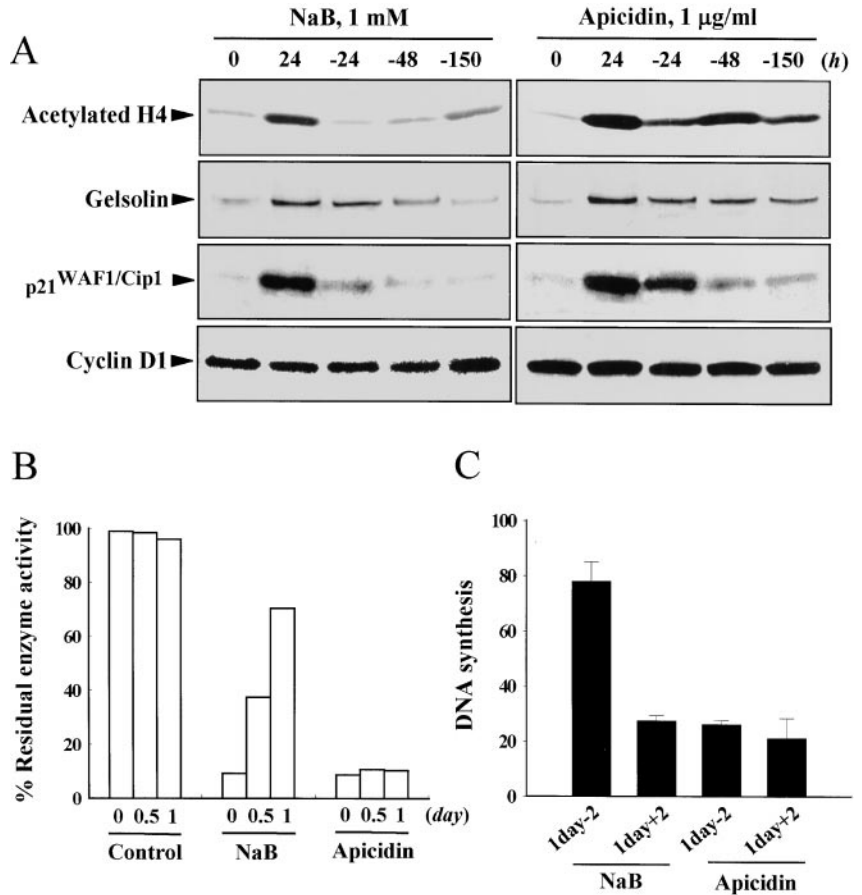 NaB, 1 mM
Apicidin, 1 μg/ml
A
0 24 -24 -48 -150 0 24 -24 -48 -150 (h)
Acetylated H4
Gelsolin
p21WAF1/Cip1
Cyclin D1
B
% Residual enzyme activity
100
80
60
40
20
0
0 0.5 1 0 0.5 1 0 0.5 1 (day)
Control NaB Apicidin
C
DNA synthesis
100
80
60
40
20
0
1day-2 1day+2 1day-2 1day+2
NaB Apicidin